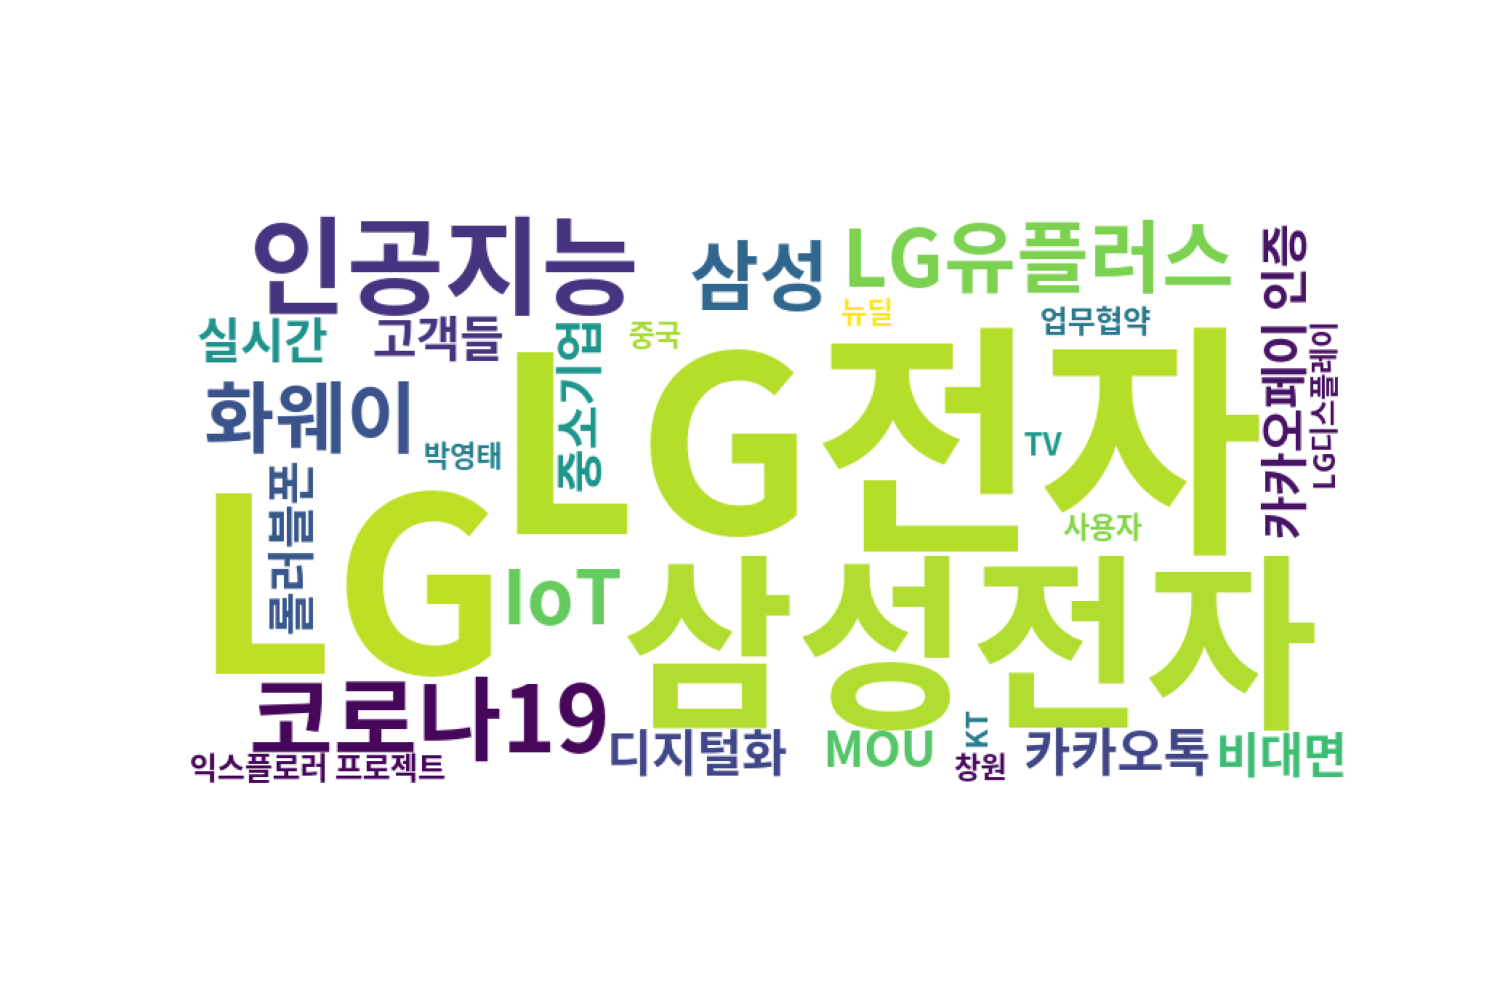 인공지능
삼성
LG유플러스
카카오페이 인증
실시간
고객들
중소기업
중국
뉴딜
업무협약
LG디스플레이
화웨이
박영태
LG전자
TV
사용자
롤러블폰
LG
IoT
삼성전자
코로나19
익스플로러 프로젝트
디지털화
MOU
KT
창원
카카오톡
비대면